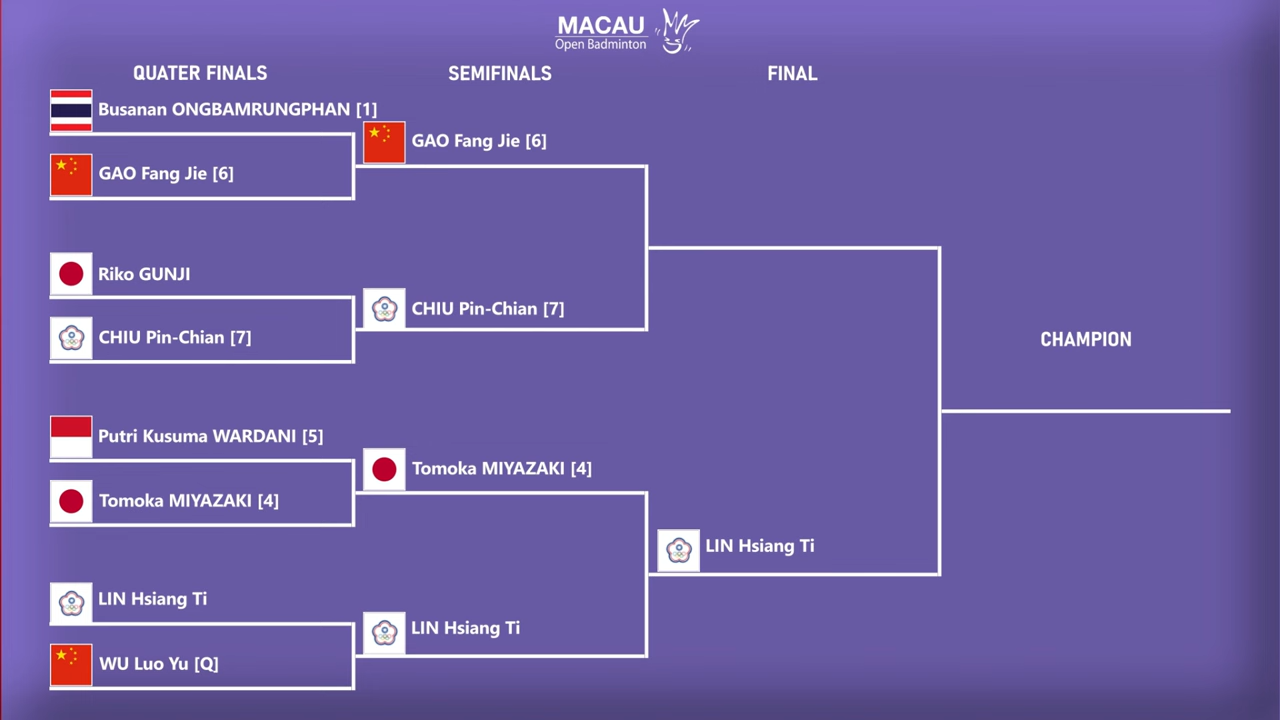 MACAU
Open Badminton
QUATER FINALS
SEMIFINALS
FINAL
Busanan ONGBAMRUNGPHAN [1]
GAO Fang Jie [6]
GAO Fang Jie [6]
Riko GUNJI
CHIU Pin-Chian [7]
CHIU Pin-Chian [7]
CHAMPION
Putri Kusuma WARDANI [5]
Tomoka MIYAZAKI [4]
Tomoka MIYAZAKI [4]
LIN Hsiang Ti
LIN Hsiang Ti
LIN Hsiang Ti
WU Luo Yu [Q]